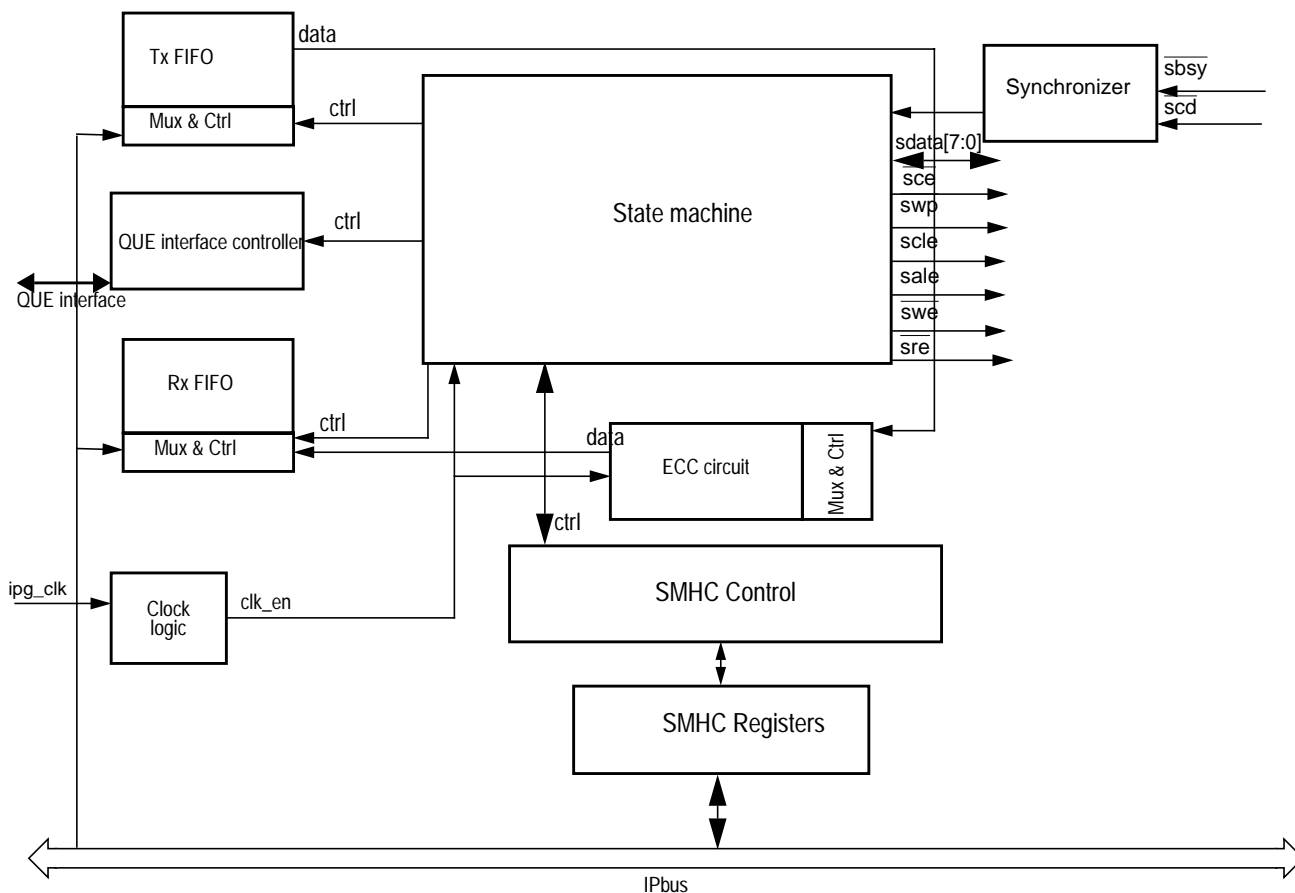 data
Tx FIFO
Mux & Ctrl
ctrl
Synchronizer
sbsy
scd
sdata[7:0]
sce
swp
scle
sale
swe
sre
State machine
ctrl
QUE interface controller
QUE interface
Rx FIFO
Mux & Ctrl
ctrl
data
ECC circuit
Mux & Ctrl
ctrl
SMHC Control
ipg_clk
Clock
logic
clk_en
SMHC Registers
IPbus